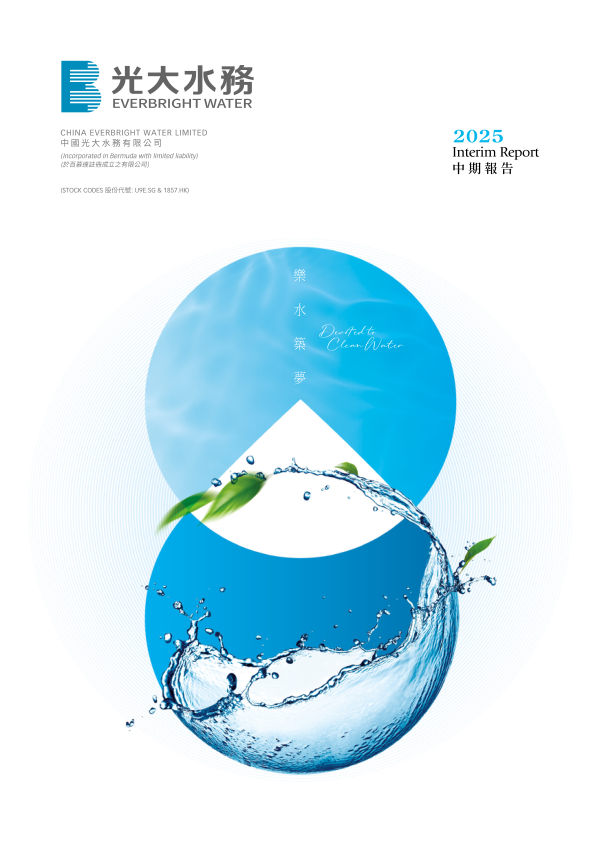 光大水務
EVERBRIGHT WATER
CHINA EVERBRIGHT WATER LIMITED
中國光大水務有限公司
(Incorporated in Bermuda with limited liability)
(於百慕達註冊成立之有限公司)
(STOCK CODES 股份代號: U9E.SG & 1857.HK)
2025
Interim Report
中期報告
樂水築夢
Devoted to
Clean Water